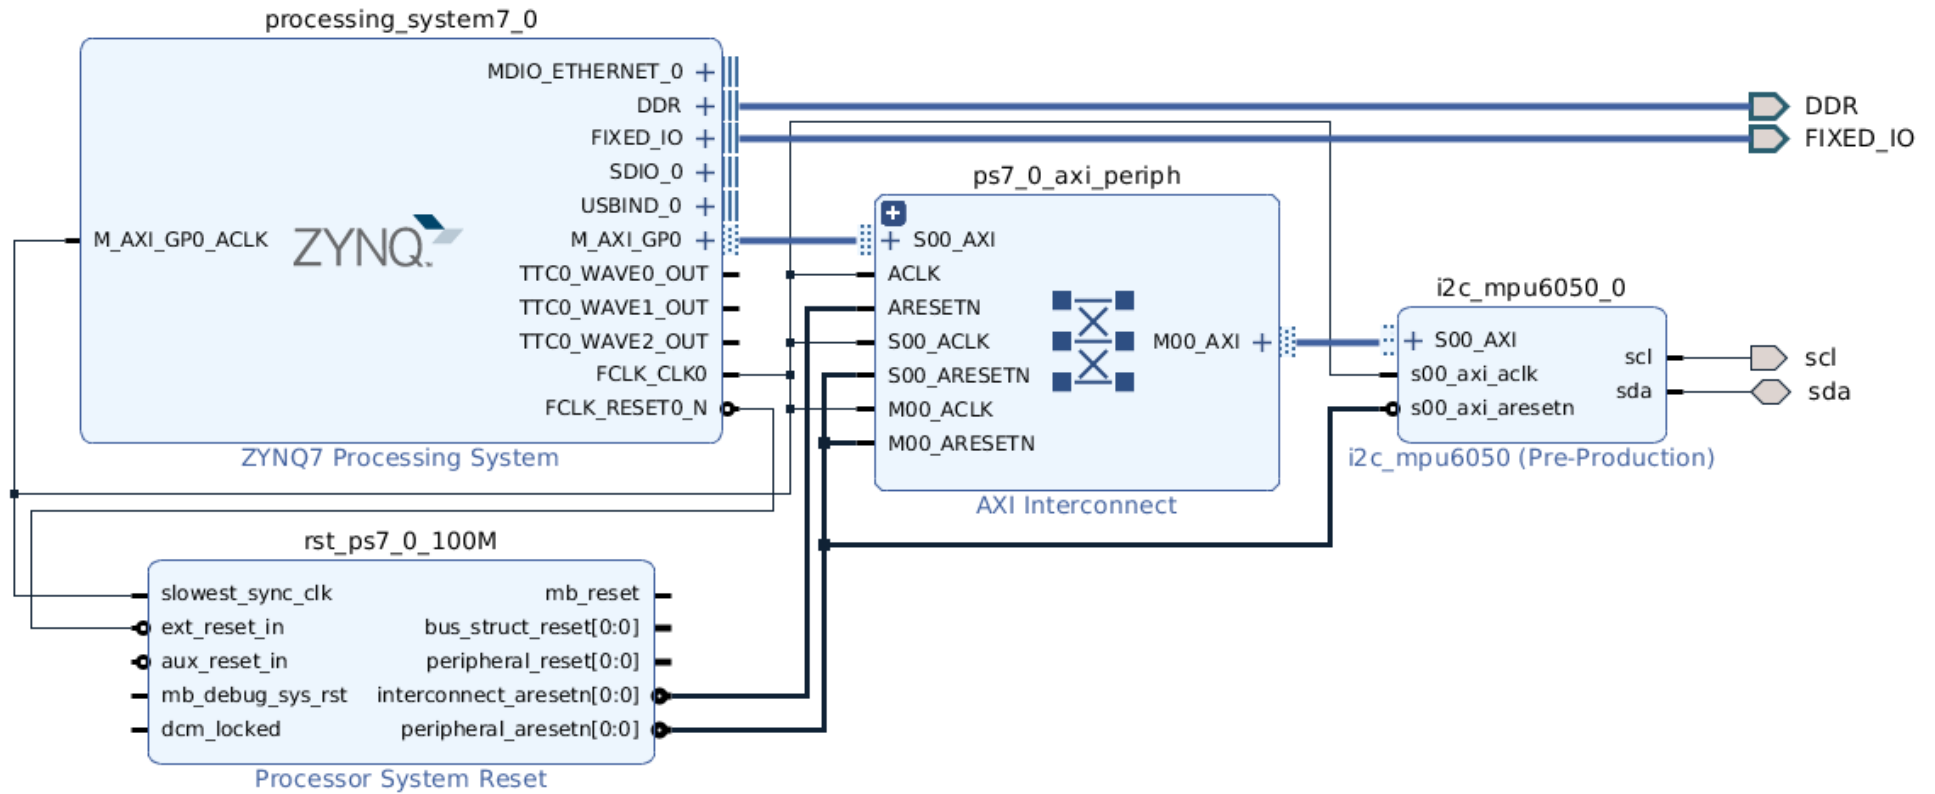 processing_system7_0
MDIO_ETHERNET_0
DDR
FIXED_IO
SDIO_0
USBIND_0
M_AXI_GP0_ACLK
ZYNQ
M_AXI_GP0
TTC0_WAVE0_OUT
TTC0_WAVE1_OUT
TTC0_WAVE2_OUT
FCLK_CLK0
FCLK_RESET0_N
ZYNQ7 Processing System
DDR
FIXED_IO
ps7_0_axi_periph
S00_AXI
ACLK
ARESETN
S00_ACLK
M00_AXI
S00_ARESETN
M00_ACLK
M00_ARESETN
AXI Interconnect
i2c_mpu6050_0
S00_AXI
scl
s00_axi_aclk
sda
s00_axi_aresetn
i2c_mpu6050 (Pre-Production)
scl
sda
rst_ps7_0_100M
slowest_sync_clk
mb_reset
ext_reset_in
bus_struct_reset[0:0]
aux_reset_in
peripheral_reset[0:0]
mb_debug_sys_rst
interconnect_aresetn[0:0]
dcm_locked
peripheral_aresetn[0:0]
Processor System Reset